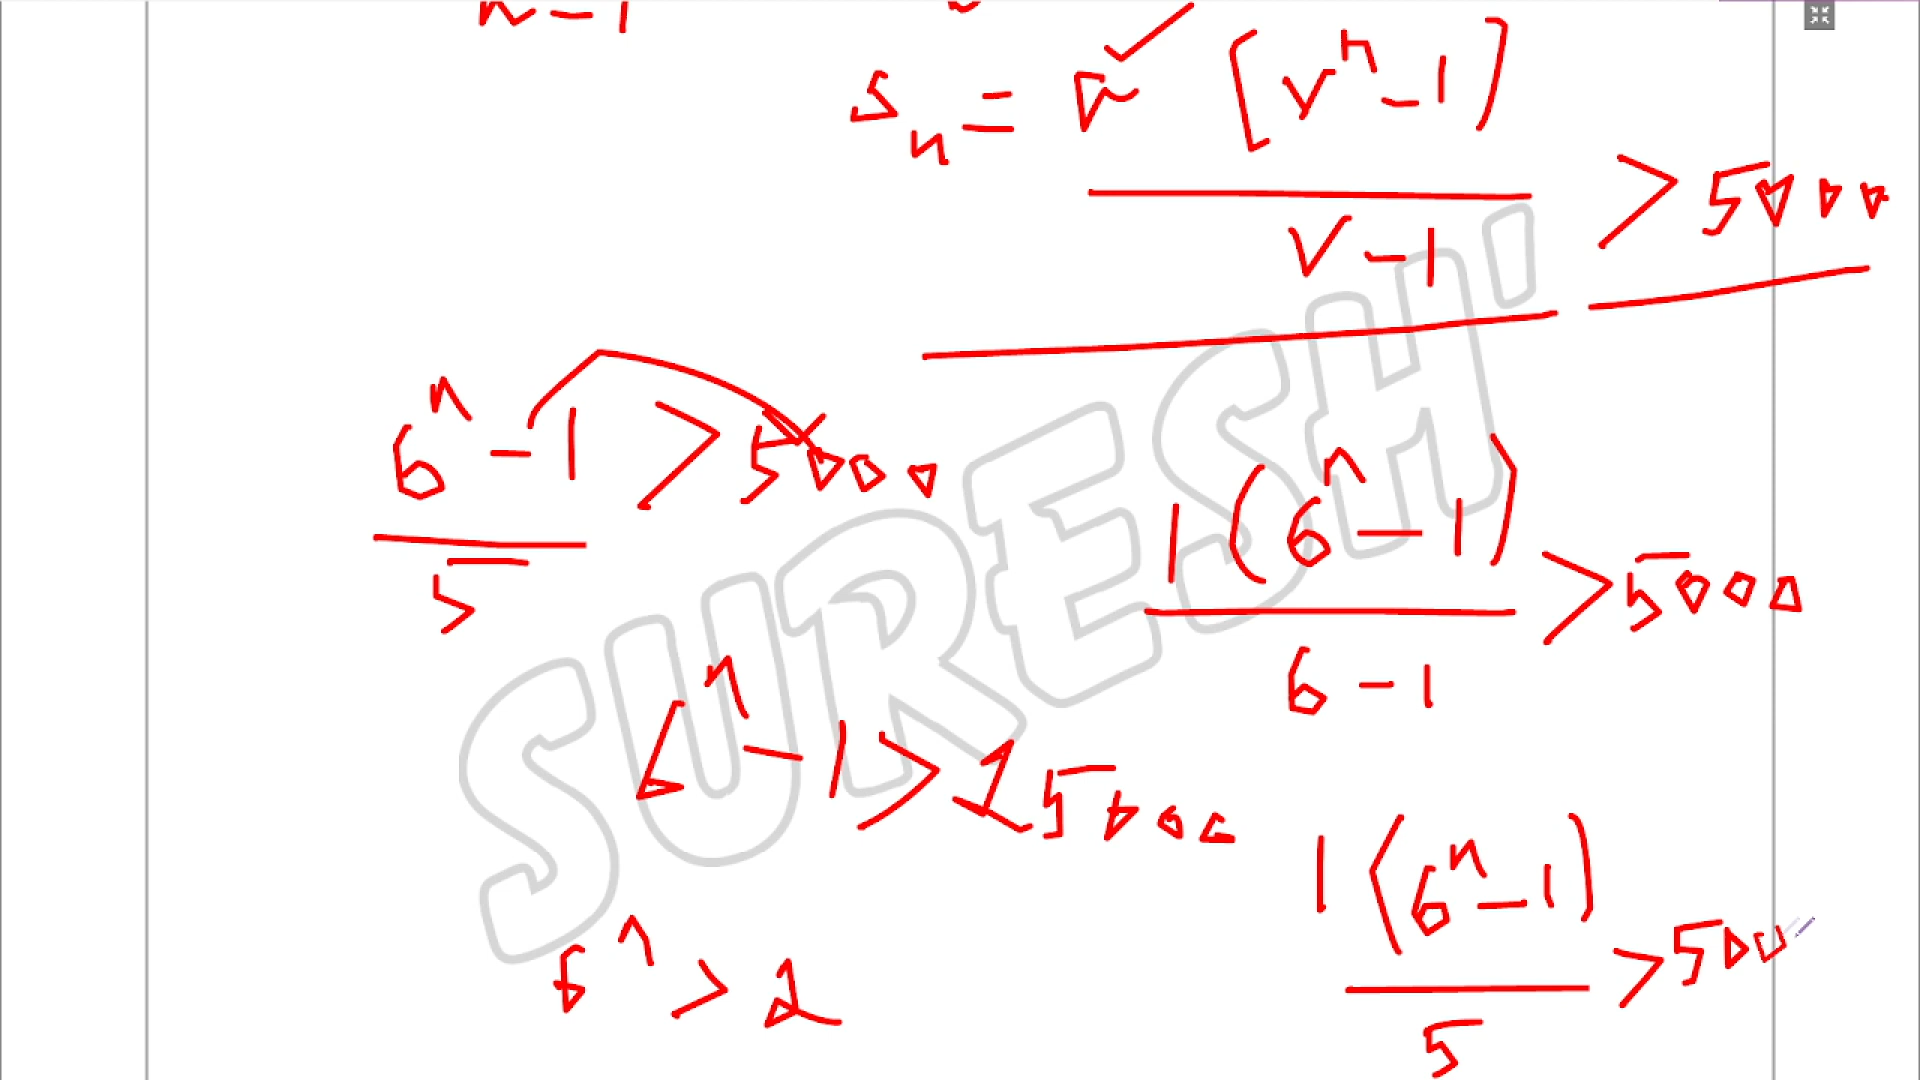 n-1
Sn = a (r^n - 1)
r - 1
> 5000
6^n - 1 > 5000
5
1 (6^n - 1) > 5000
6 - 1
6^n - 1 > 25000
1 (6^n - 1) > 500
5
6^n > 2
SURESH'